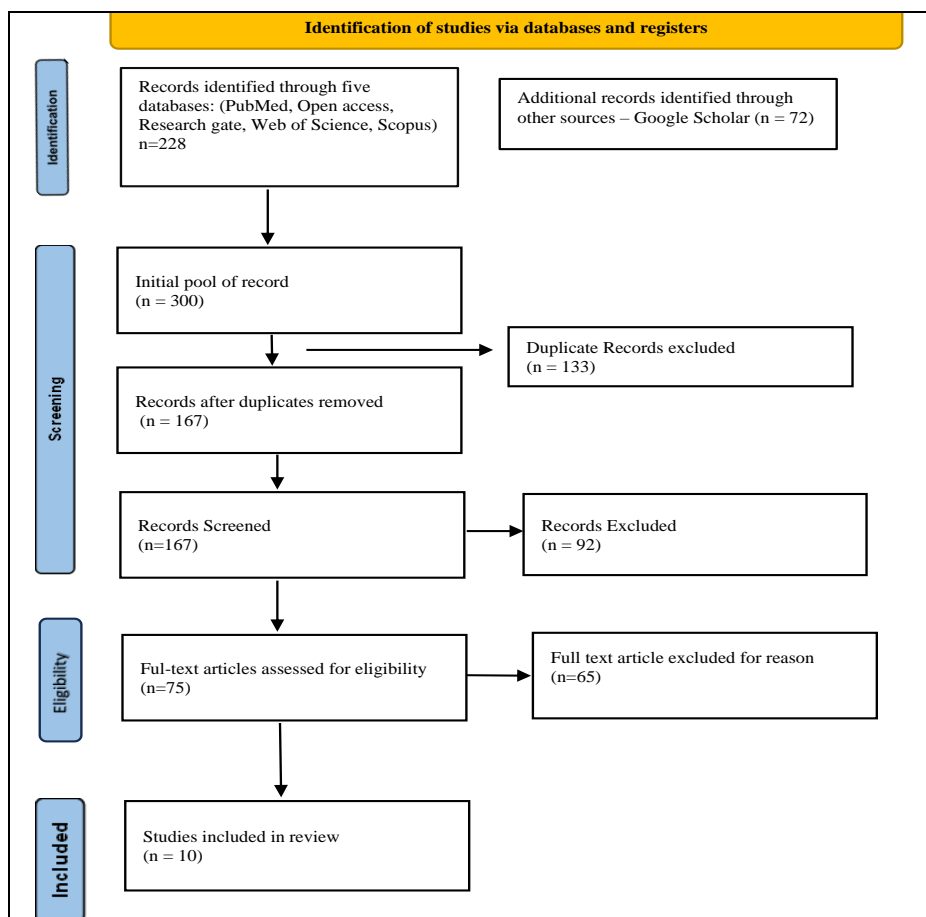 Identification of studies via databases and registers
Identification
Records identified through five
databases: (PubMed, Open access,
Research gate, Web of Science, Scopus)
n=228
Additional records identified through
other sources – Google Scholar (n = 72)
Screening
Initial pool of record
(n = 300)
Duplicate Records excluded
(n = 133)
Records after duplicates removed
(n = 167)
Records Screened
(n=167)
Records Excluded
(n = 92)
Eligibility
Ful-text articles assessed for eligibility
(n=75)
Full text article excluded for reason
(n=65)
Included
Studies included in review
(n = 10)